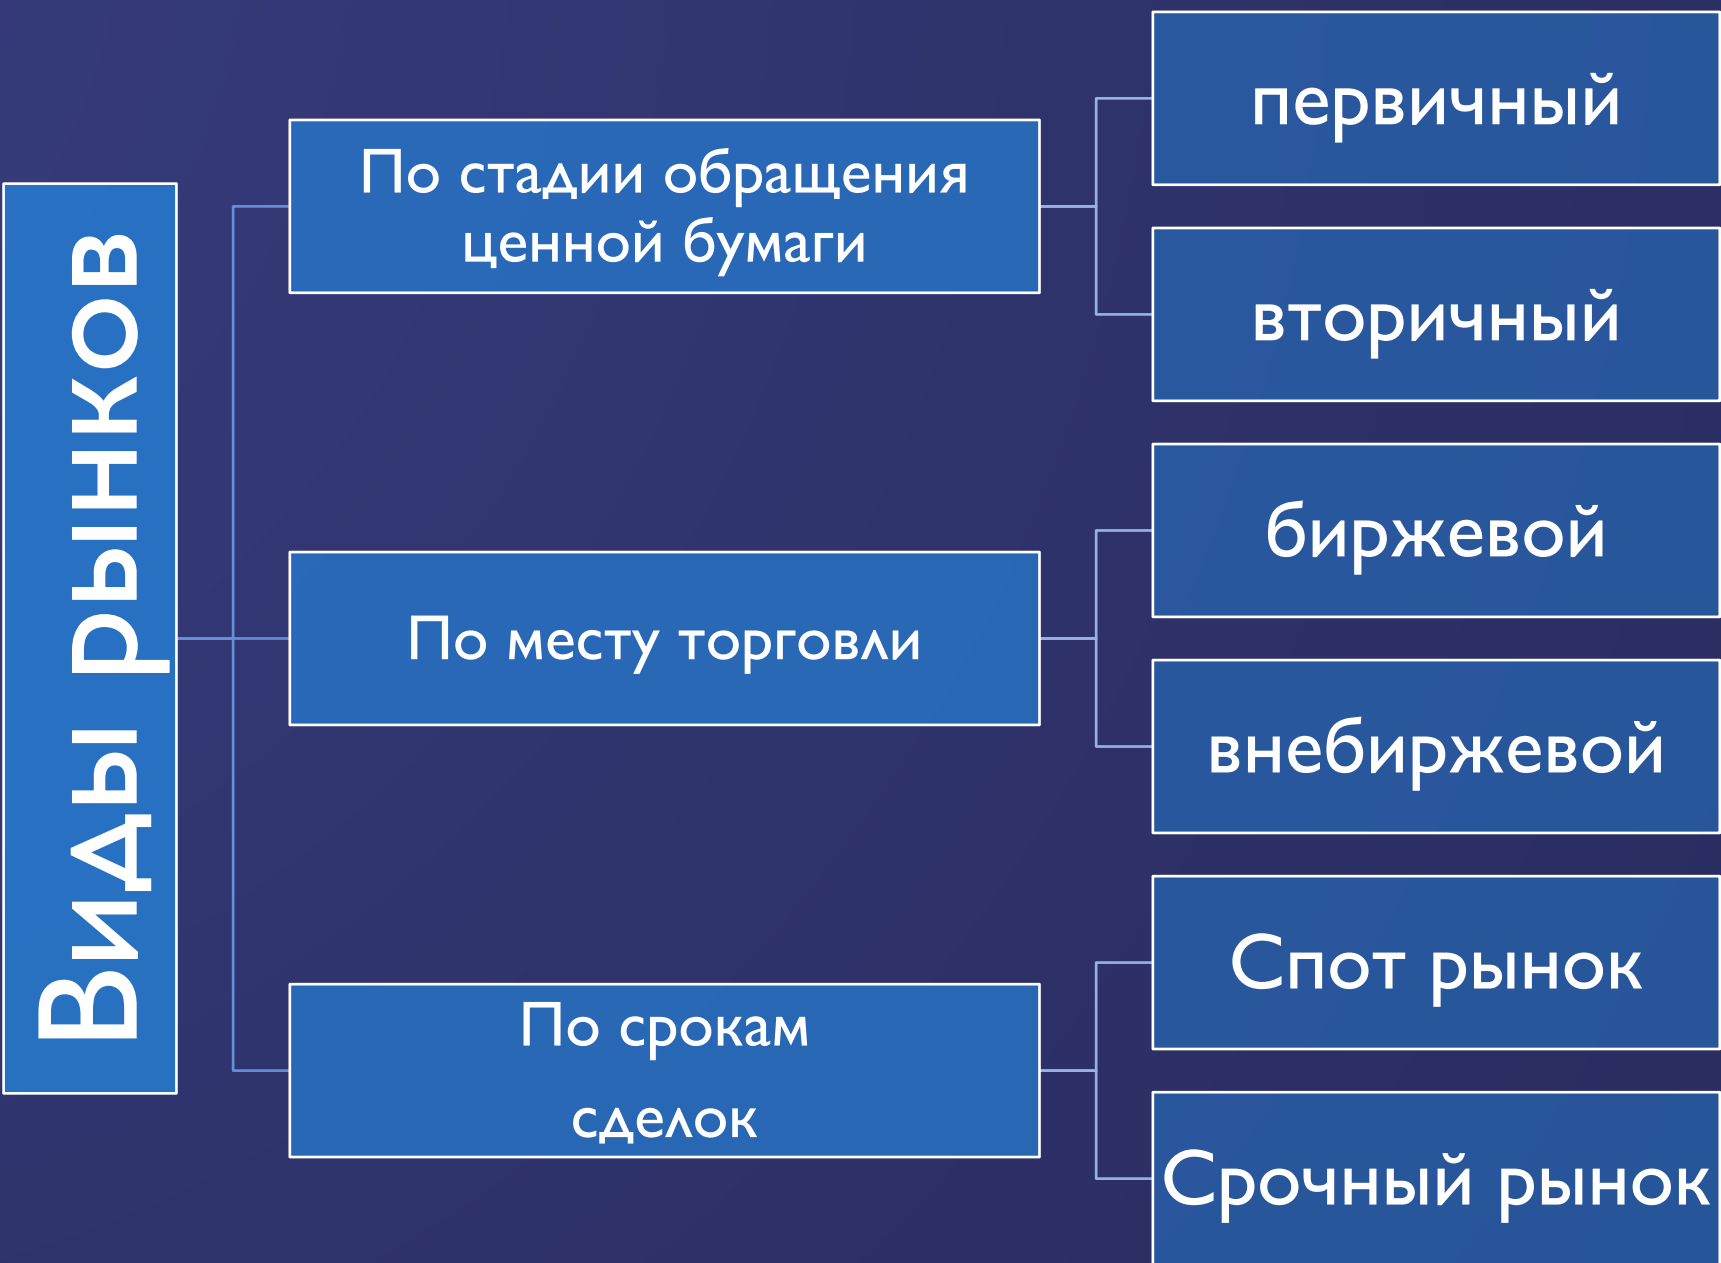 Виды рынков
По стадии обращения
ценной бумаги
первичный
вторичный
По месту торговли
биржевой
внебиржевой
По срокам
сделок
Спот рынок
Срочный рынок